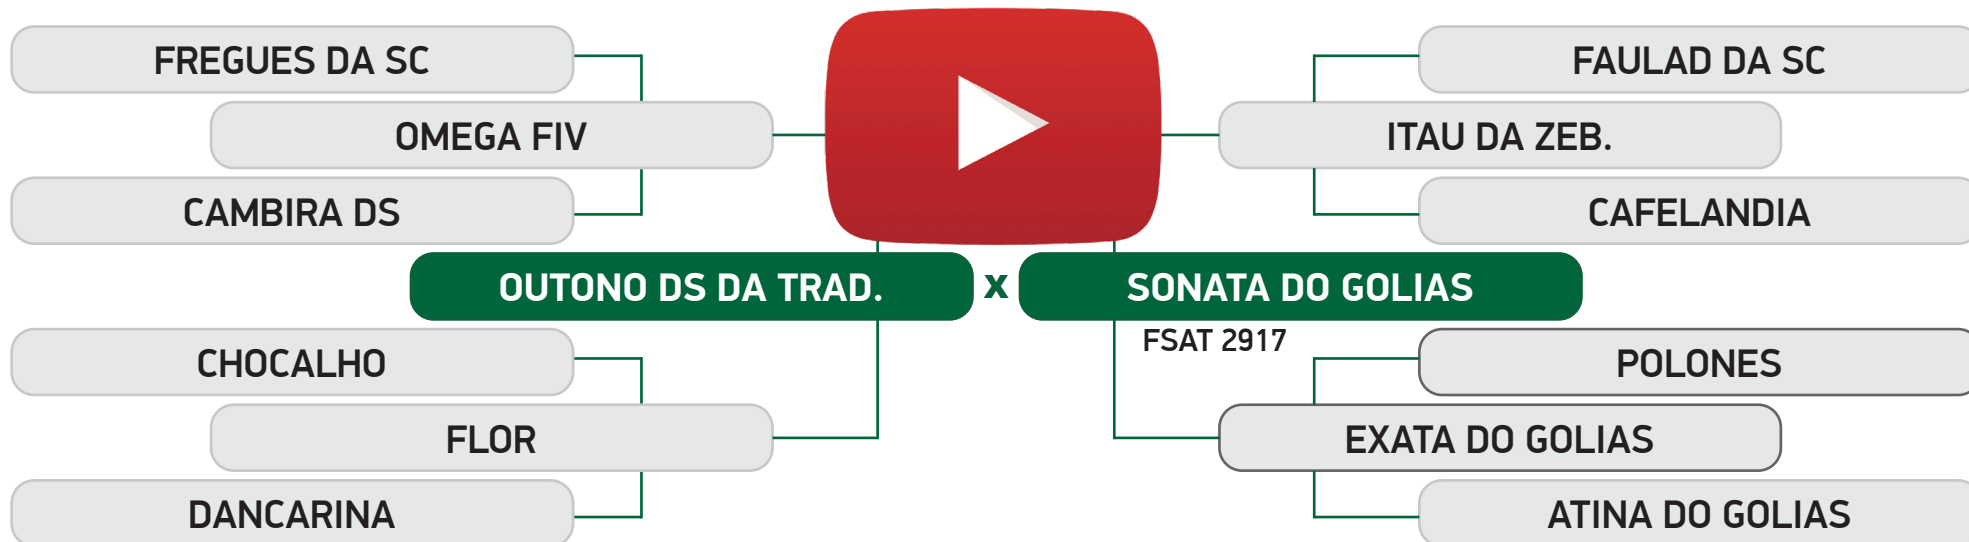 FREGUES DA SC
FAULAD DA SC
OMEGA FIV
ITAU DA ZEB.
CAMBIRA DS
CAFELANDIA
OUTONO DS DA TRAD. x SONATA DO GOLIAS
FSAT 2917
CHOCALHO
POLONES
FLOR
EXATA DO GOLIAS
DANCARINA
ATINA DO GOLIAS